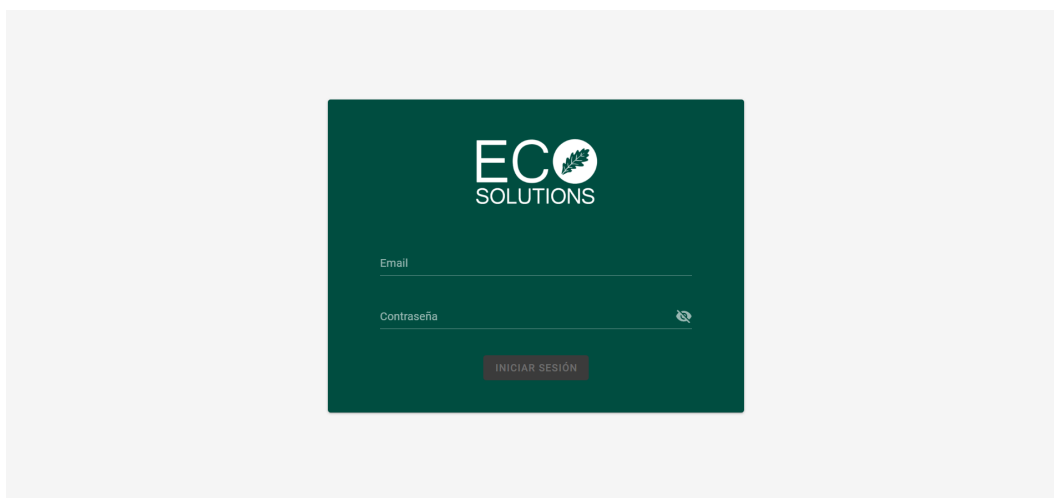 ECO
SOLUTIONS
Email
Contraseña
INICIAR SESIÓN